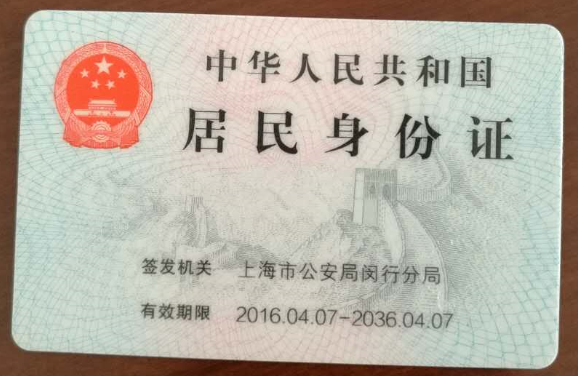 中华人民共和国
居民身份证
签发机关 上海市公安局闵行分局
有效期限 2016.04.07-2036.04.07